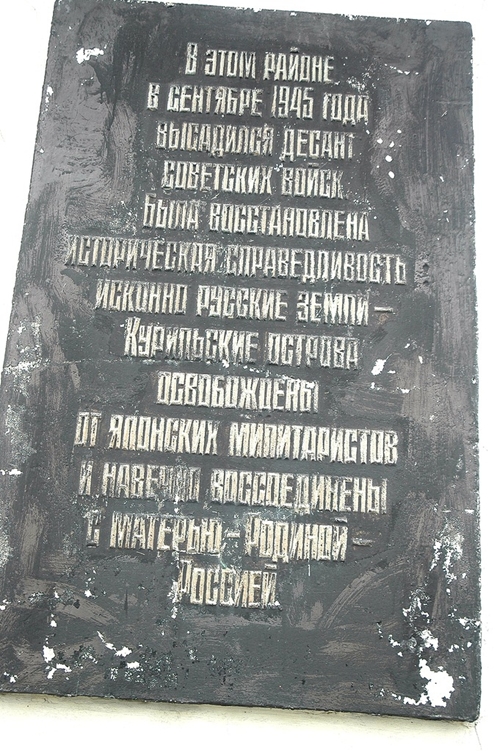 В этом районе
в сентябре 1945 года
высадился десант
советских войск.
Была восстановлена
историческая справедливость
исконно русские земли –
Курильские острова
освобождены
от японских милитаристов
и навечно воссоединены
с матерью – Родиной –
Россией